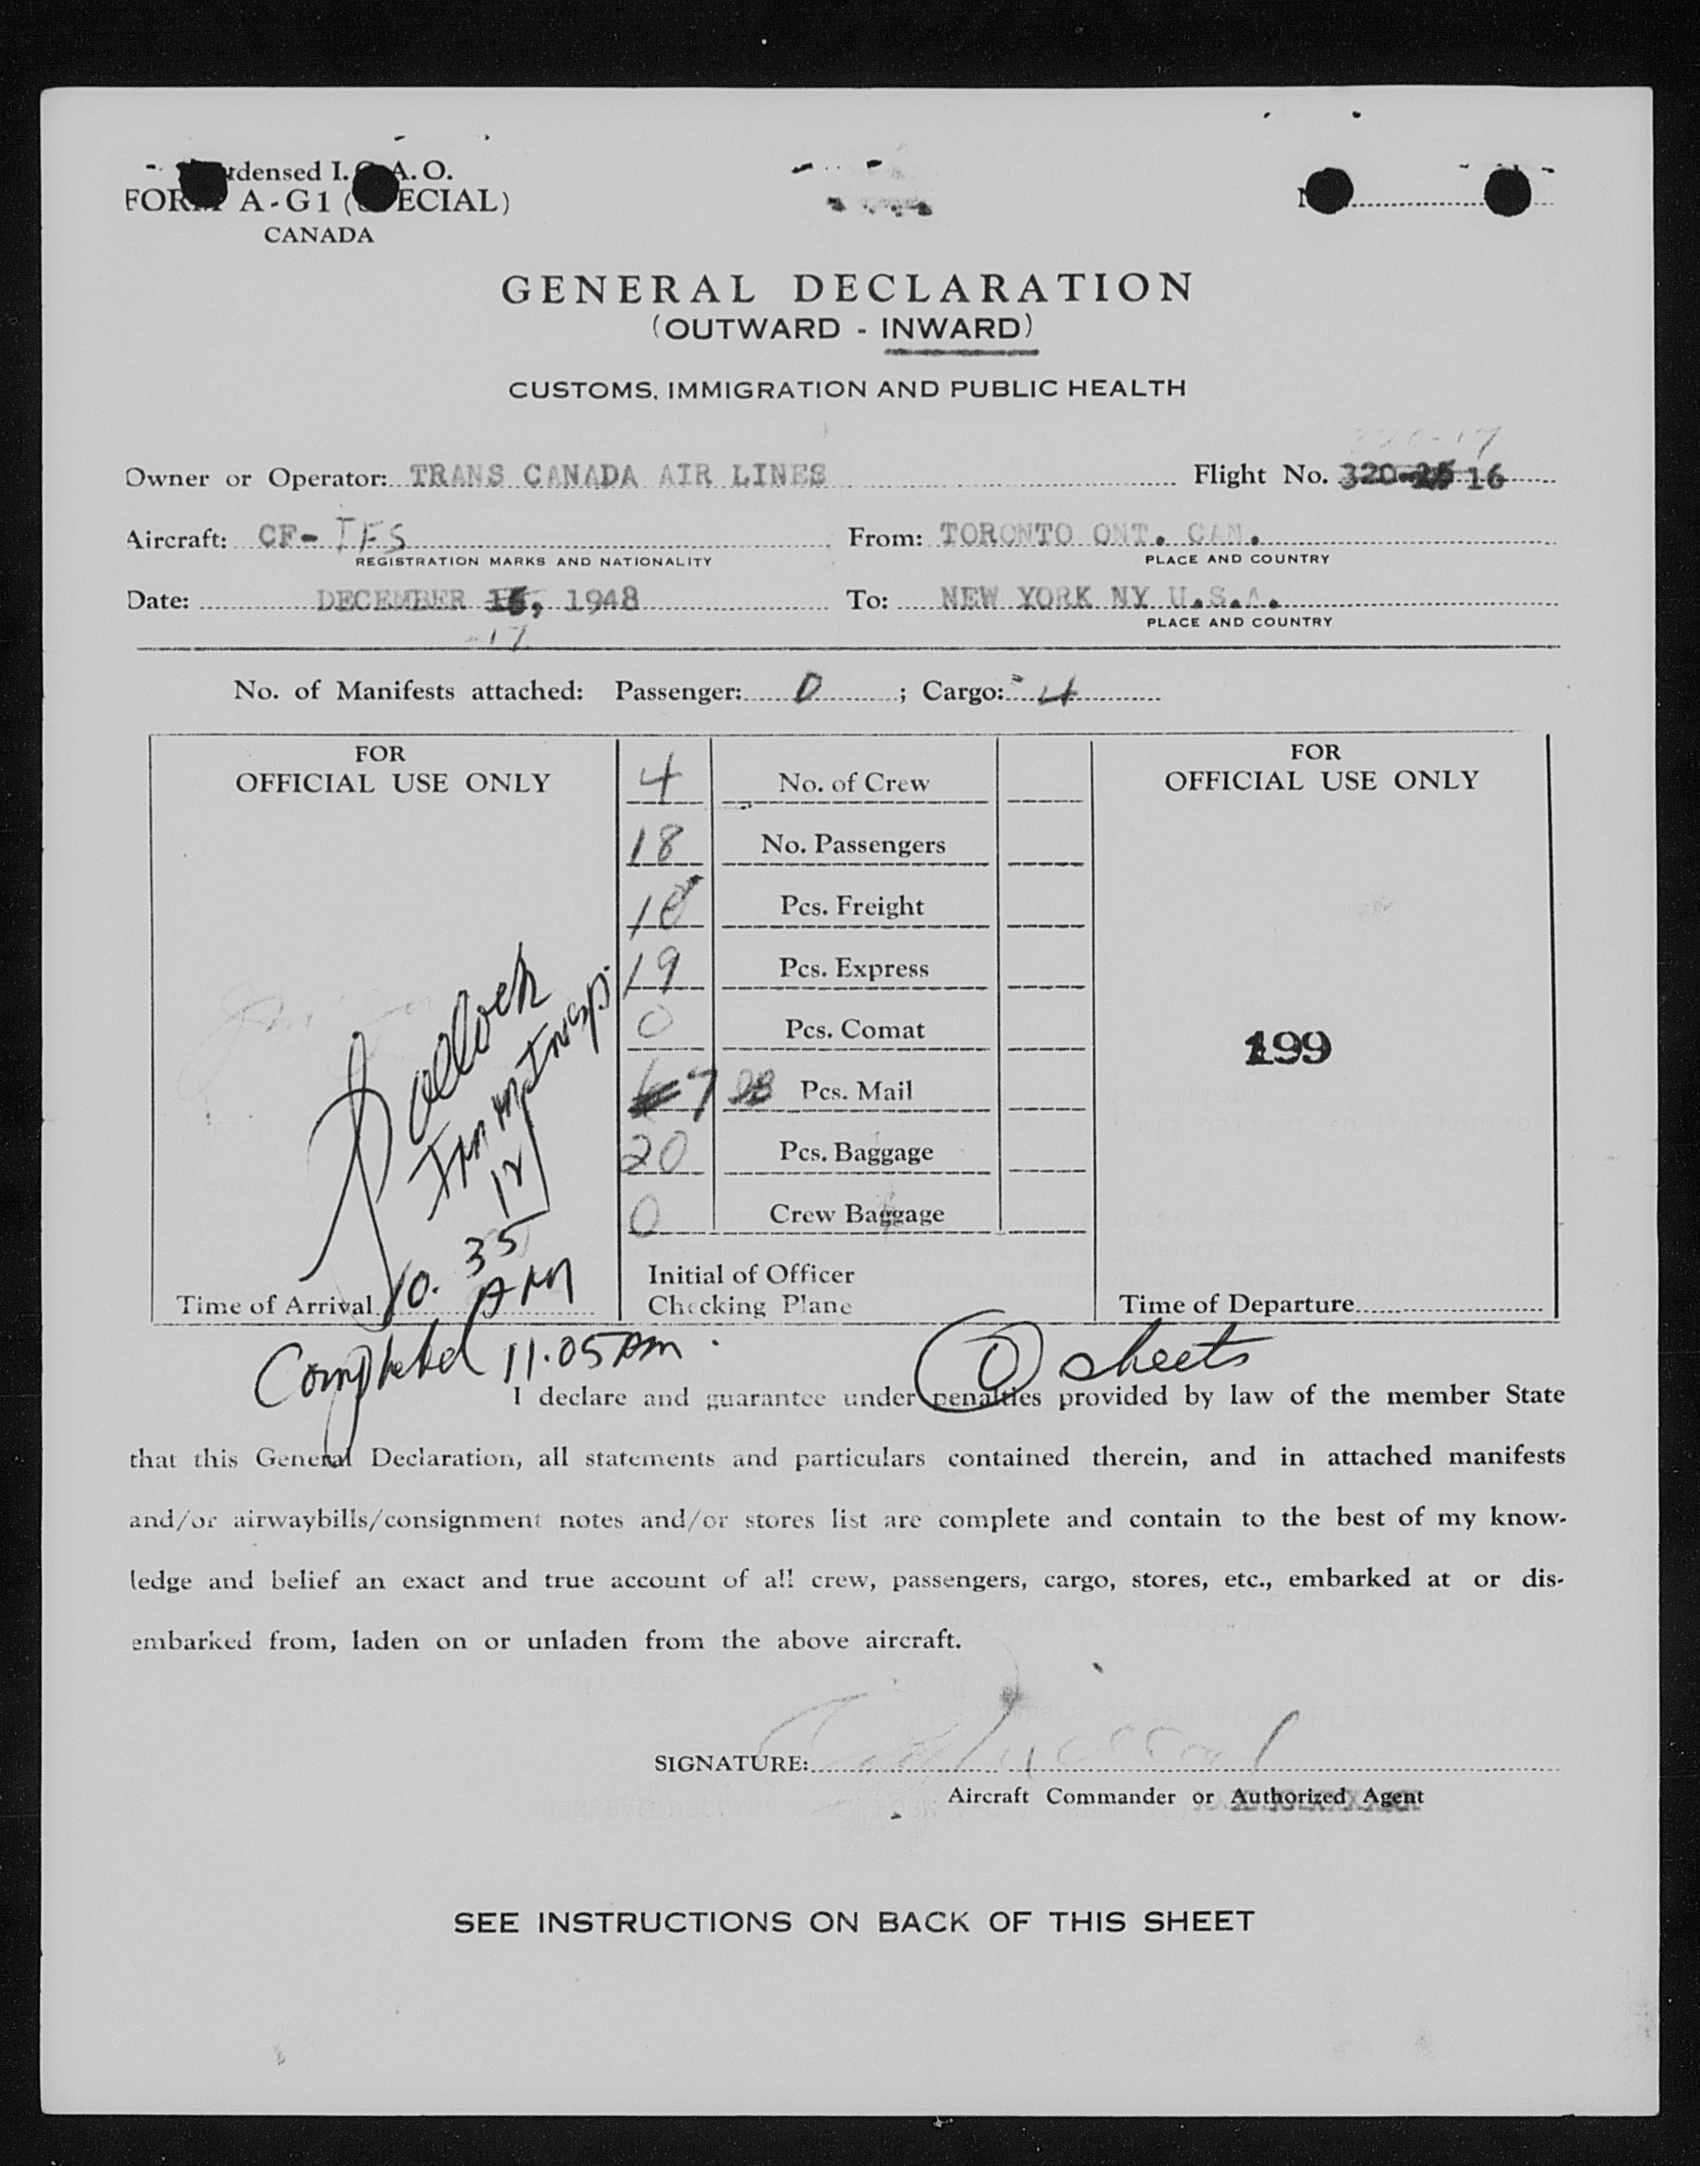 Condensed I.C.A.O.
FORM A-G1 (SPECIAL)
CANADA
GENERAL DECLARATION
(OUTWARD - INWARD)
CUSTOMS, IMMIGRATION AND PUBLIC HEALTH
Owner or Operator: TRANS CANADA AIR LINES Flight No. 320- 16
Aircraft: CF- TFS From: TORONTO ONT. CAN.
REGISTRATION MARKS AND NATIONALITY PLACE AND COUNTRY
Date: DECEMBER 1948 To: NEW YORK NY U.S.A.
-17 PLACE AND COUNTRY
No. of Manifests attached: Passenger: 0 ; Cargo: 4
FOR
OFFICIAL USE ONLY
4 No. of Crew
18 No. Passengers
Pcs. Freight
19 Pcs. Express
0 Pcs. Comat
7 Pcs. Mail
20 Pcs. Baggage
0 Crew Baggage
Initial of Officer
Checking Plane
FOR
OFFICIAL USE ONLY
199
Immm Insp.
12
Time of Arrival 10.35 AM
Time of Departure
Completed 11.05 AM. 0 sheets
I declare and guarantee under penalties provided by law of the member State
that this General Declaration, all statements and particulars contained therein, and in attached manifests
and/or airwaybills/consignment notes and/or stores list are complete and contain to the best of my know-
ledge and belief an exact and true account of all crew, passengers, cargo, stores, etc., embarked at or dis-
embarked from, laden on or unladen from the above aircraft.
SIGNATURE:
Aircraft Commander or Authorized Agent
SEE INSTRUCTIONS ON BACK OF THIS SHEET